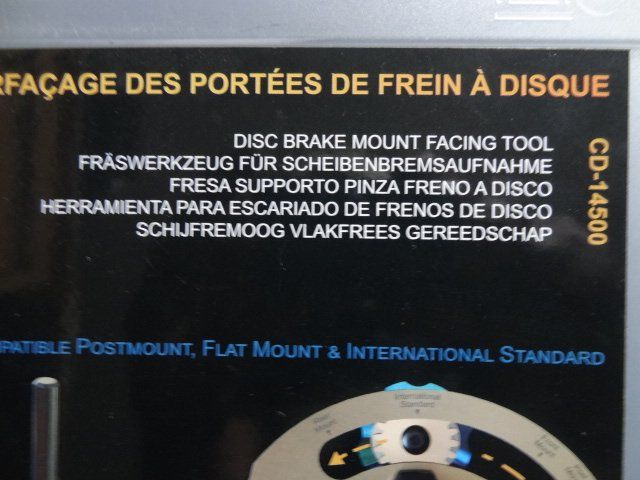 RFAÇAGE DES PORTÉES DE FREIN À DISQUE
DISC BRAKE MOUNT FACING TOOL
FRÄSWERKZEUG FÜR SCHEIBENBREMSAUFNAHME
FRESA SUPPORTO PINZA FRENO A DISCO
HERRAMIENTA PARA ESCARIADO DE FRENOS DE DISCO
SCHIJFREMOOG VLAKFREES GEREEDSCHAP
CD-14500
PATIBLE POSTMOUNT, FLAT MOUNT & INTERNATIONAL STANDARD
International
Standard
Mount
Mount